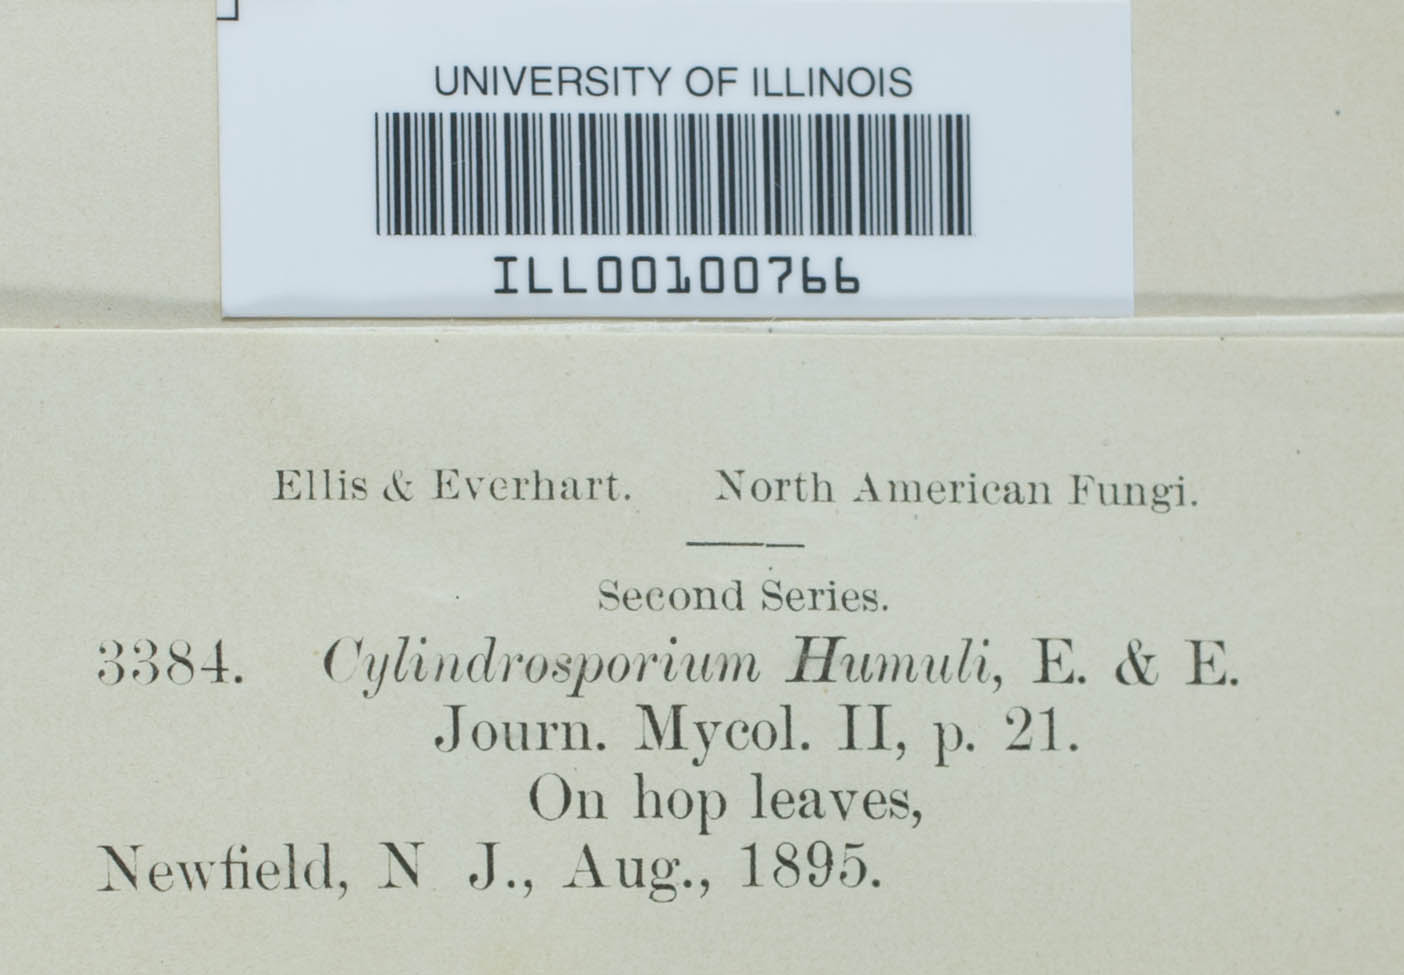 UNIVERSITY OF ILLINOIS
ILL00100766
Ellis & Everhart. North American Fungi.
Second Series.
3384. Cylindrosporium Humuli, E. & E.
Journ. Mycol. II, p. 21.
On hop leaves,
Newfield, N J., Aug., 1895.